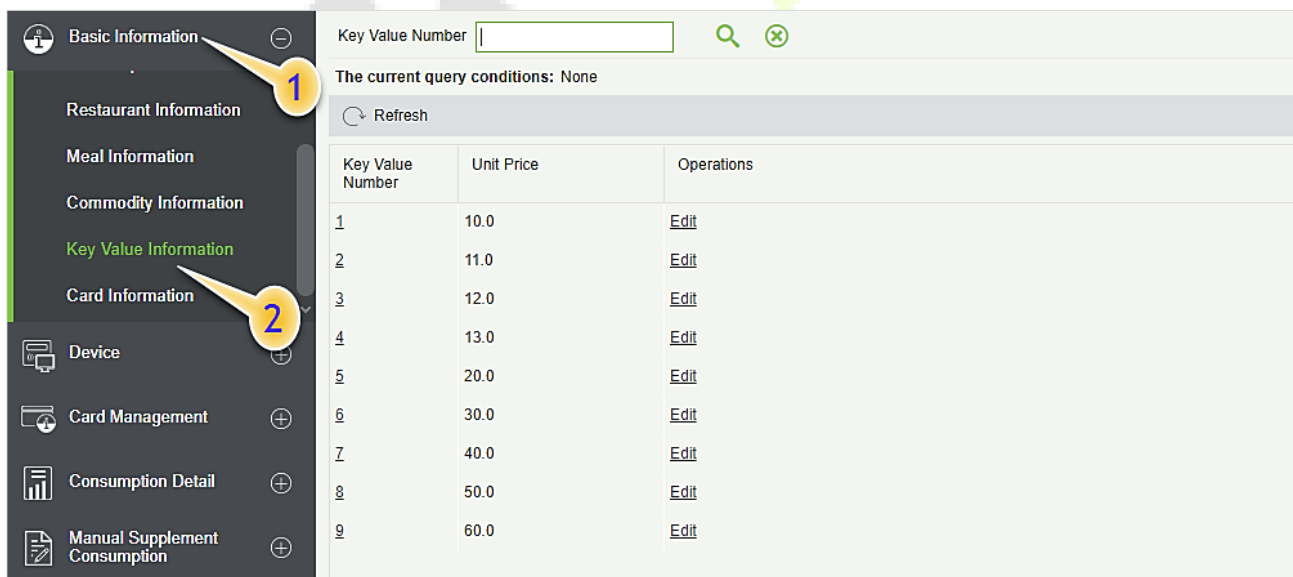 Basic Information
1
Restaurant Information
Meal Information
Commodity Information
Key Value Information
Card Information
2
Device
Card Management
Consumption Detail
Manual Supplement
Consumption
Key Value Number
The current query conditions: None
Refresh
Key Value Number Unit Price Operations
1 10.0 Edit
2 11.0 Edit
3 12.0 Edit
4 13.0 Edit
5 20.0 Edit
6 30.0 Edit
7 40.0 Edit
8 50.0 Edit
9 60.0 Edit